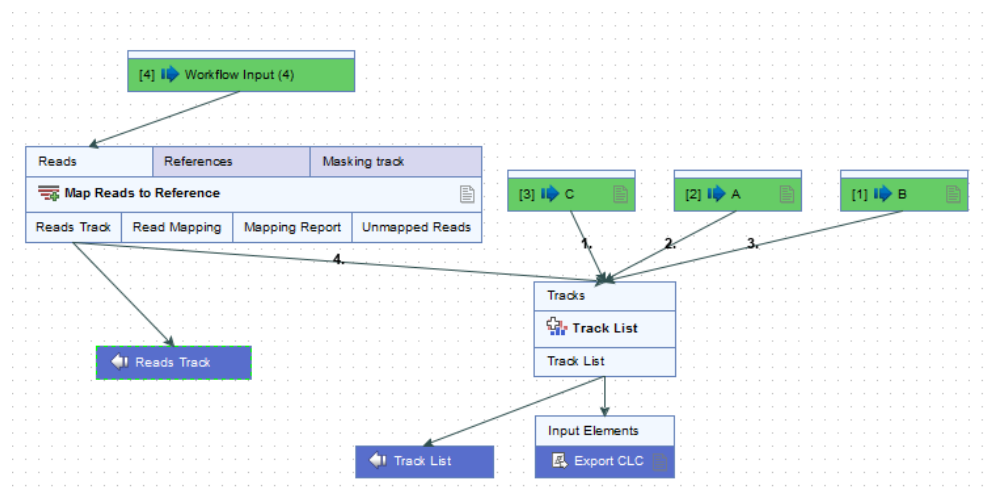 [4] Workflow Input (4)
Reads References Masking track
Map Reads to Reference
Reads Track Read Mapping Mapping Report Unmapped Reads
[3] C [2] A [1] B
1. 2. 3.
4.
Tracks
Track List
Track List
Reads Track
Input Elements
Track List
Export CLC